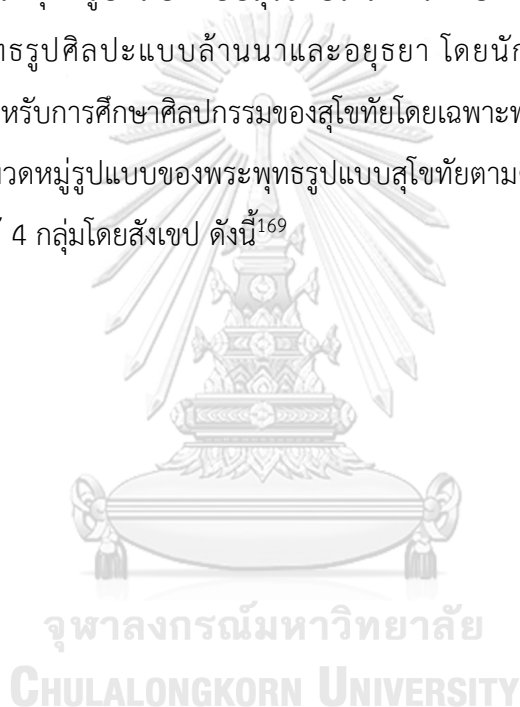 ทธรูปศิลปะแบบล้านนาและอยุธยา โดยนัก
หรับการศึกษาศิลปกรรมของสุโขทัยโดยเฉพาะพ
วดหมู่รูปแบบของพระพุทธรูปแบบสุโขทัยตาม
4 กลุ่มโดยสังเขป ดังนี้169
จุฬาลงกรณ์มหาวิทยาลัย
CHULALONGKORN UNIVERSITY